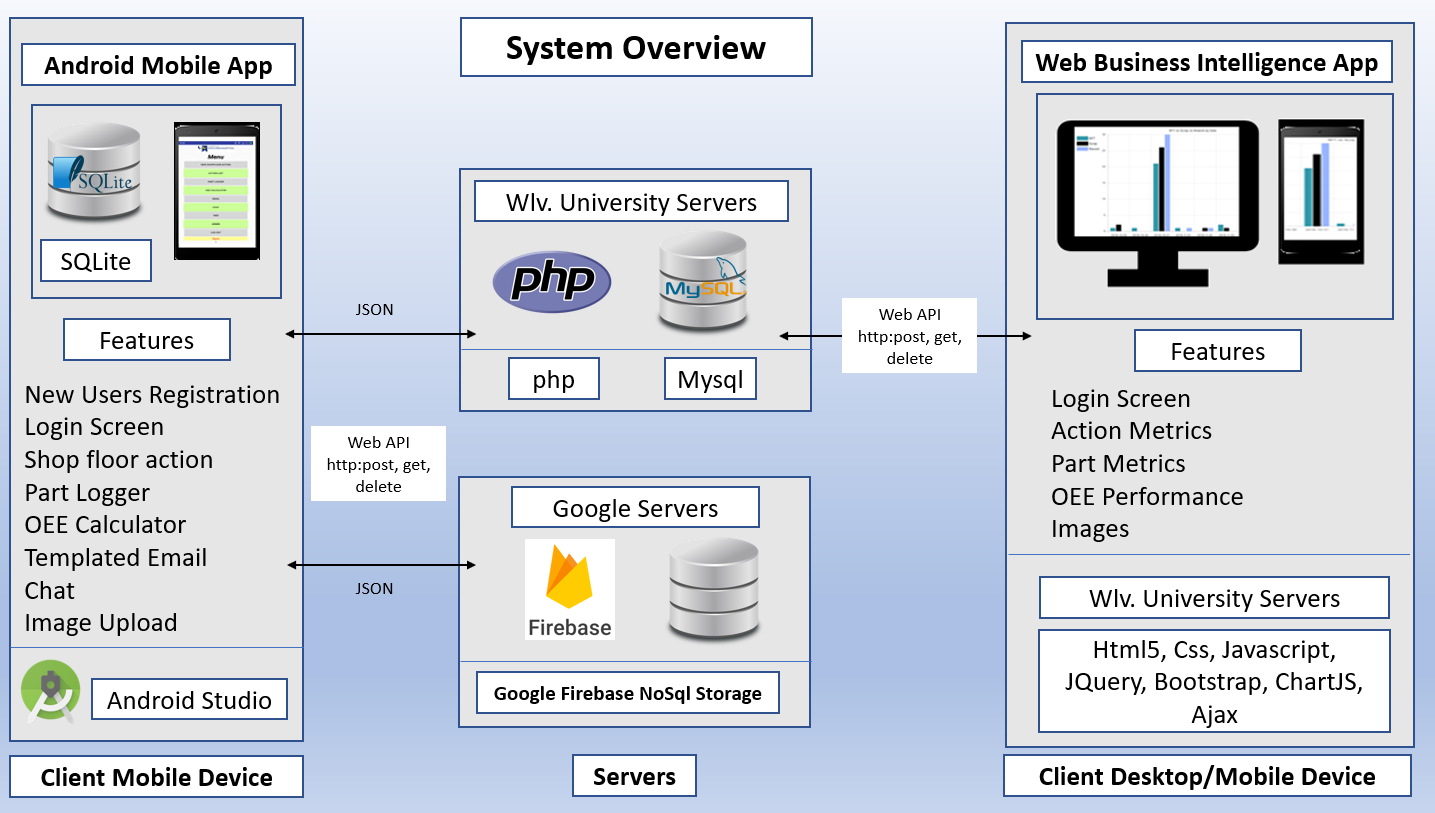 System Overview
Android Mobile App
SQLite
SQLite
Menu
Features
New Users Registration
Login Screen
Shop floor action
Part Logger
OEE Calculator
Templated Email
Chat
Image Upload
Android Studio
Client Mobile Device
JSON
Web API
http:post, get,
delete
JSON
Wlv. University Servers
php
MySQL
php
Mysql
Google Servers
Firebase
Google Firebase NoSql Storage
Servers
Web API
http:post, get,
delete
Web Business Intelligence App
Features
Login Screen
Action Metrics
Part Metrics
OEE Performance
Images
Wlv. University Servers
Html5, Css, Javascript,
JQuery, Bootstrap, ChartJS,
Ajax
Client Desktop/Mobile Device